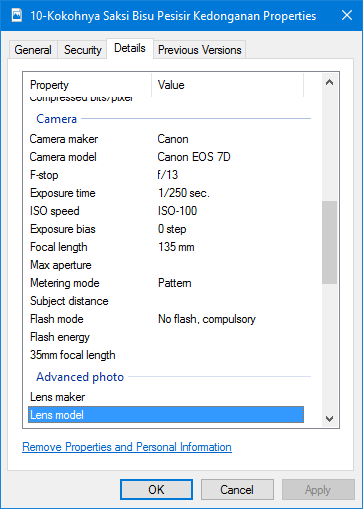 10-Kokohnya Saksi Bisu Pesisir Kedonganan Properties
General Security Details Previous Versions
Property Value
Compressed bits/pixel
Camera
Camera maker Canon
Camera model Canon EOS 7D
F-stop f/13
Exposure time 1/250 sec.
ISO speed ISO-100
Exposure bias 0 step
Focal length 135 mm
Max aperture
Metering mode Pattern
Subject distance
Flash mode No flash, compulsory
Flash energy
35mm focal length
Advanced photo
Lens maker
Lens model
Remove Properties and Personal Information
OK Cancel Apply